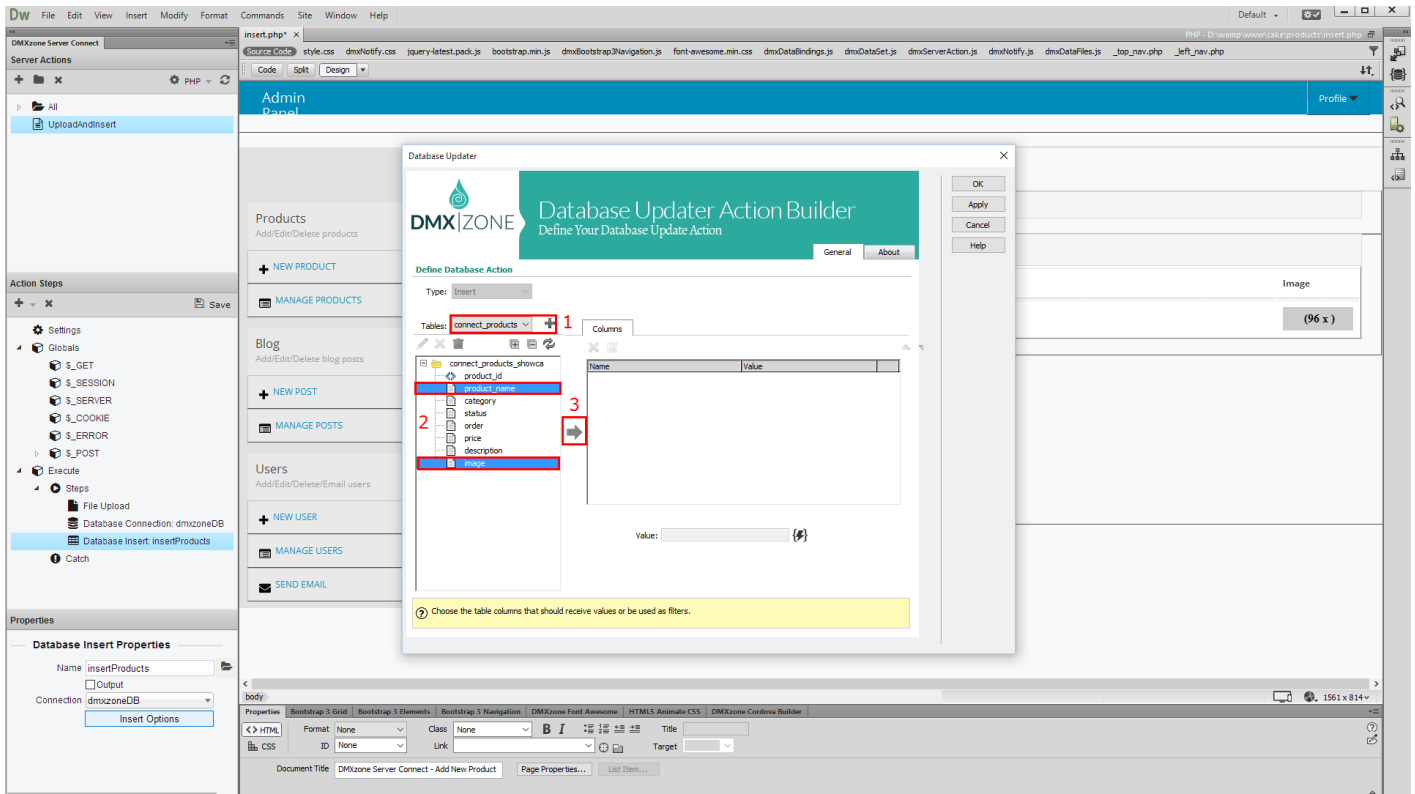 Dw File Edit View Insert Modify Format Commands Site Window Help Default
insert.php* × PHP - D:\wamp\www\cake\products\insert.php
DMXzone Server Connect
Source Code style.css dmxNotify.css jquery-latest.pack.js bootstrap.min.js dmxBootstrap3Navigation.js font-awesome.min.css dmxDataBindings.js dmxDataSet.js dmxServerAction.js dmxNotify.js dmxDataFiles.js _top_nav.php _left_nav.php
Server Actions
Code Split Design
PHP
All
UploadAndInsert
Admin Panel
Profile
Database Updater
DMX|ZONE
Database Updater Action Builder
Define Your Database Update Action
General About
OK
Apply
Cancel
Help
Define Database Action
Type: Insert
Tables: connect_products 1
Columns
connect_products_showca
product_id
product_name
category
status
order
price
description
image
2
3
Name Value
Value:
Choose the table columns that should receive values or be used as filters.
Products
Add/Edit/Delete products
NEW PRODUCT
MANAGE PRODUCTS
Blog
Add/Edit/Delete blog posts
NEW POST
MANAGE POSTS
Users
Add/Edit/Delete/Email users
NEW USER
MANAGE USERS
SEND EMAIL
Image
(96 x )
Action Steps
Save
Settings
Globals
$_GET
$_SESSION
$_SERVER
$_COOKIE
$_ERROR
$_POST
Execute
Steps
File Upload
Database Connection: dmxzoneDB
Database Insert: insertProducts
Catch
Properties
Database Insert Properties
Name insertProducts
Output
Connection dmxzoneDB
Insert Options
body
1561 x 814
Properties Bootstrap 3 Grid Bootstrap 3 Elements Bootstrap 3 Navigation DMXzone Font Awesome HTML5 Animate CSS DMXzone Cordova Builder
<> HTML Format None Class None B I Title
CSS ID None Link Target
Document Title DMXzone Server Connect - Add New Product Page Properties... List Item...